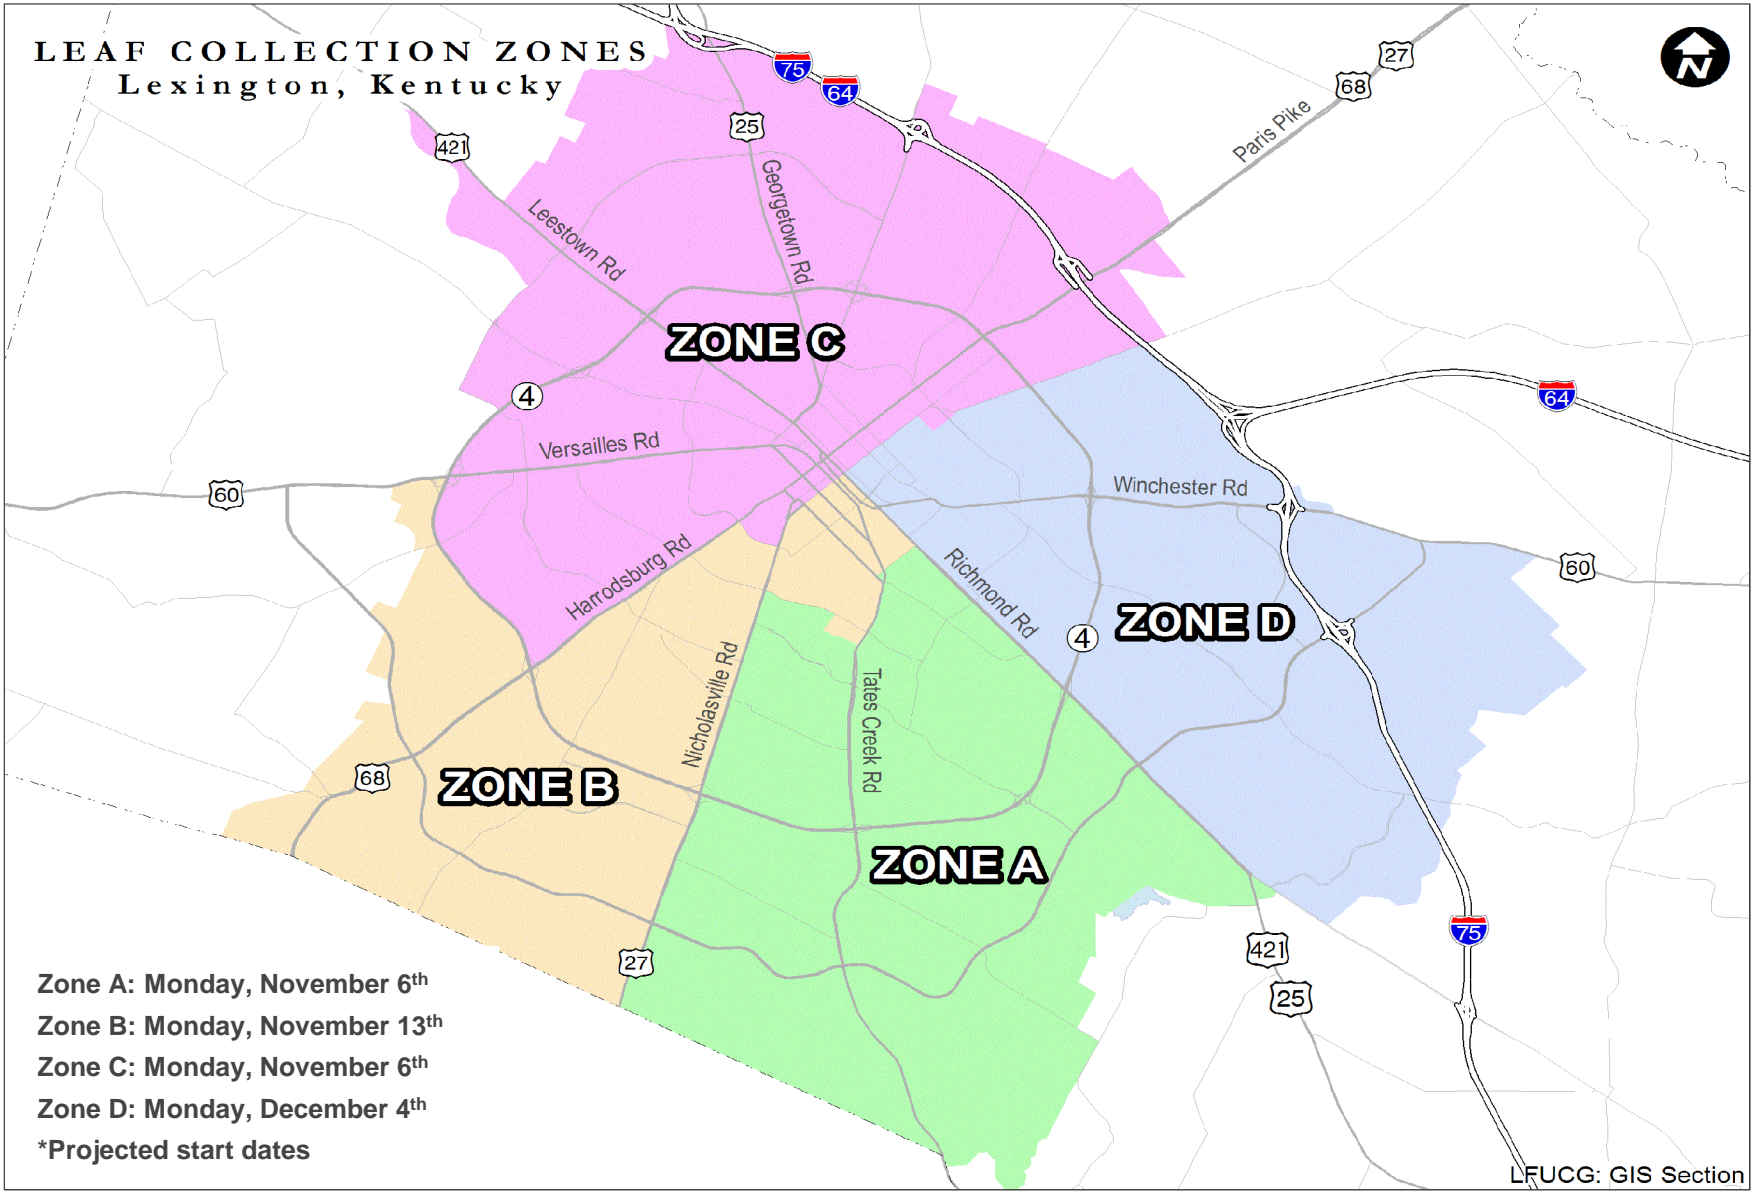 LEAF COLLECTION ZONES
Lexington, Kentucky
75
64
27
68
N
25
421
Paris Pike
Georgetown Rd
Leestown Rd
ZONE C
4
64
Versailles Rd
60
Winchester Rd
Harrodsburg Rd
Richmond Rd
60
ZONE D
4
Nicholasville Rd
Tates Creek Rd
68
ZONE B
ZONE A
75
421
27
25
Zone A: Monday, November 6th
Zone B: Monday, November 13th
Zone C: Monday, November 6th
Zone D: Monday, December 4th
*Projected start dates
LFUCG: GIS Section